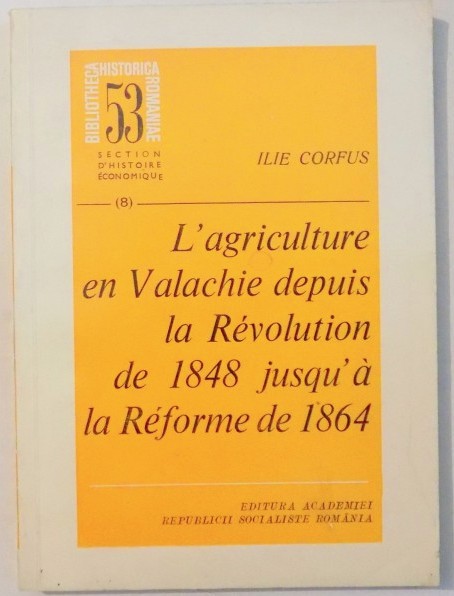 BIBLIOTHECA
HISTORICA
ROMANIAE
53
SECTION
D'HISTOIRE
ÉCONOMIQUE
(8)
ILIE CORFUS
L'agriculture
en Valachie depuis
la Révolution
de 1848 jusqu'à
la Réforme de 1864
EDITURA ACADEMIEI
REPUBLICII SOCIALISTE ROMÂNIA